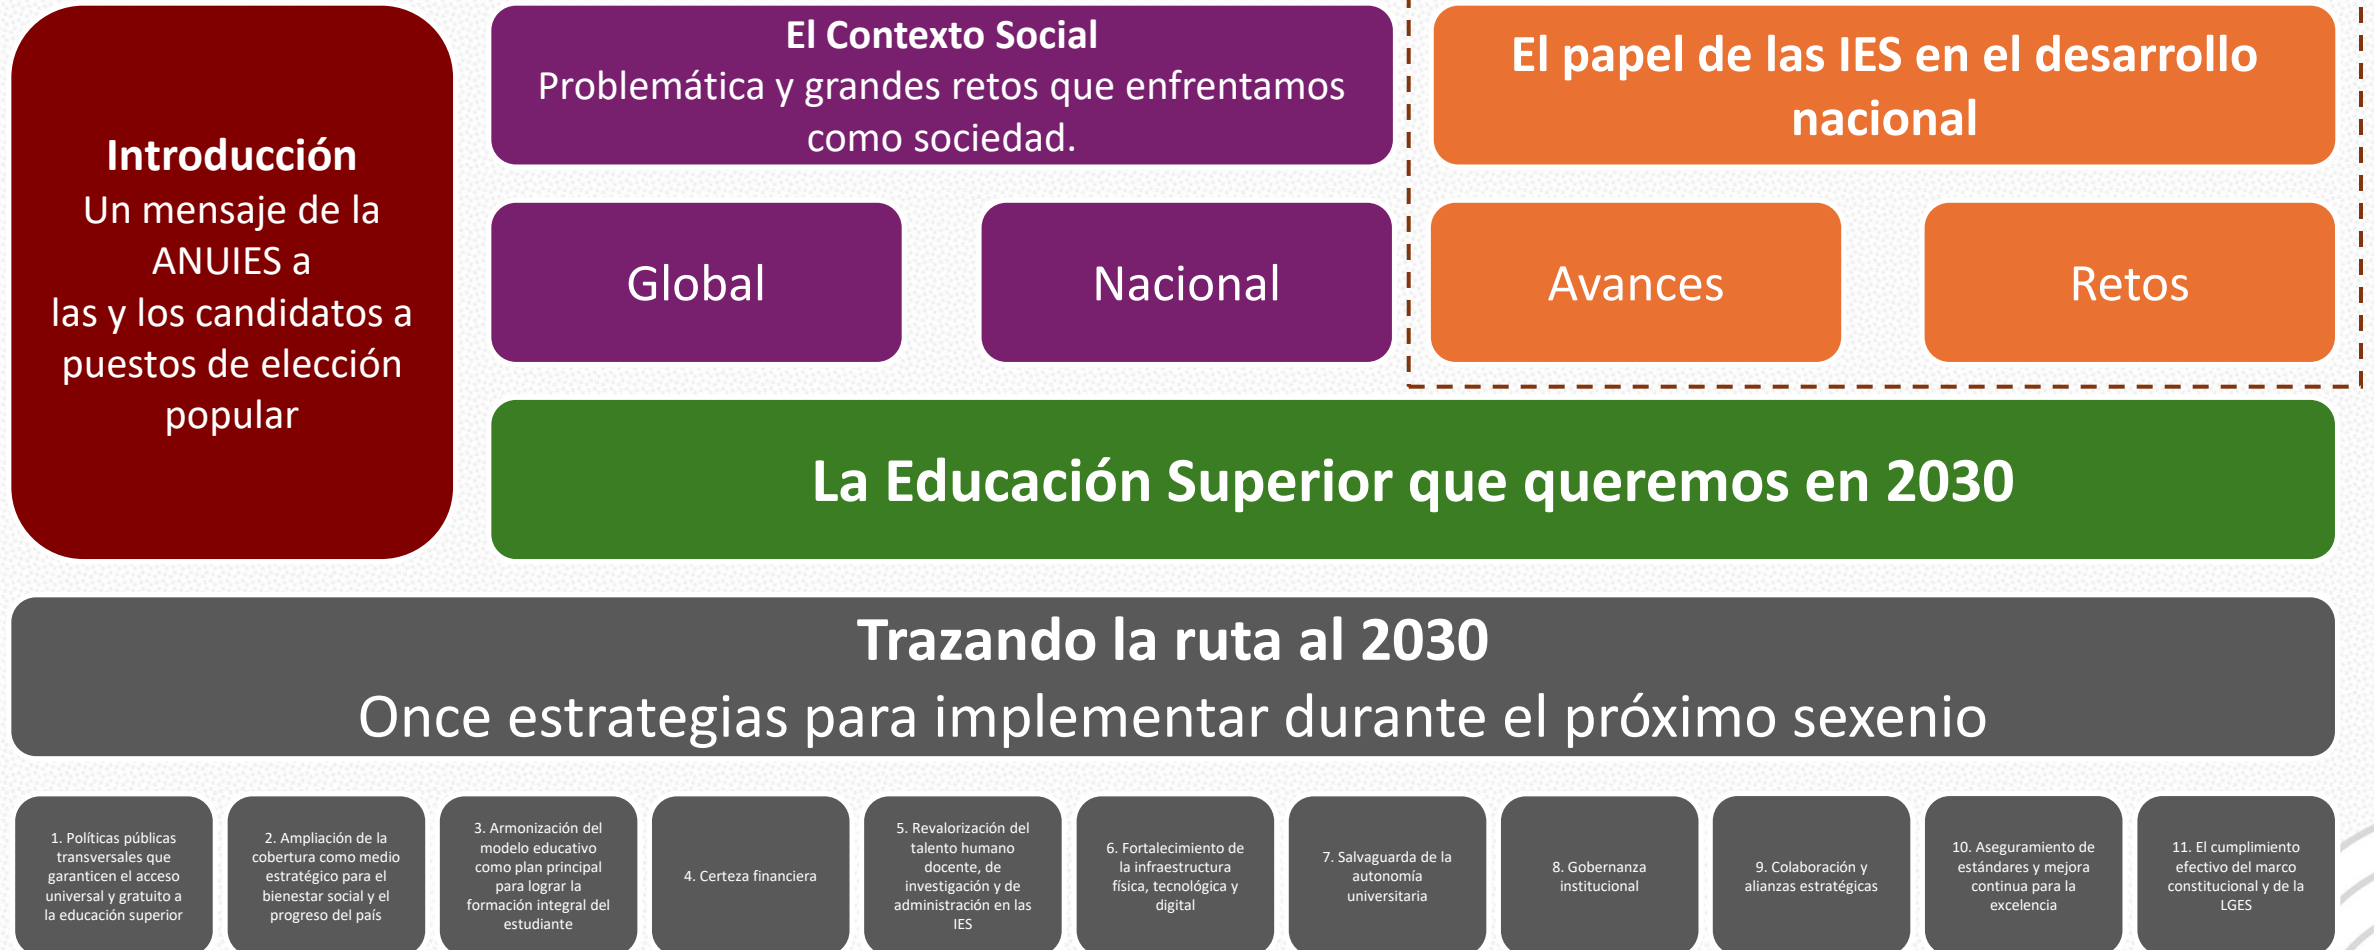 Introducción
Un mensaje de la
ANUIES a
las y los candidatos a
puestos de elección
popular
El Contexto Social
Problemática y grandes retos que enfrentamos
como sociedad.
Global
Nacional
El papel de las IES en el desarrollo
nacional
Avances
Retos
La Educación Superior que queremos en 2030
Trazando la ruta al 2030
Once estrategias para implementar durante el próximo sexenio
1. Políticas públicas
transversales que
garanticen el acceso
universal y gratuito a
la educación superior
2. Ampliación de la
cobertura como medio
estratégico para el
bienestar social y el
progreso del país
3. Armonización del
modelo educativo
como plan principal
para lograr la
formación integral del
estudiante
4. Certeza financiera
5. Revalorización del
talento humano
docente, de
investigación y de
administración en las
IES
6. Fortalecimiento de
la infraestructura
física, tecnológica y
digital
7. Salvaguarda de la
autonomía
universitaria
8. Gobernanza
institucional
9. Colaboración y
alianzas estratégicas
10. Aseguramiento de
estándares y mejora
continua para la
excelencia
11. El cumplimiento
efectivo del marco
constitucional y de la
LGES